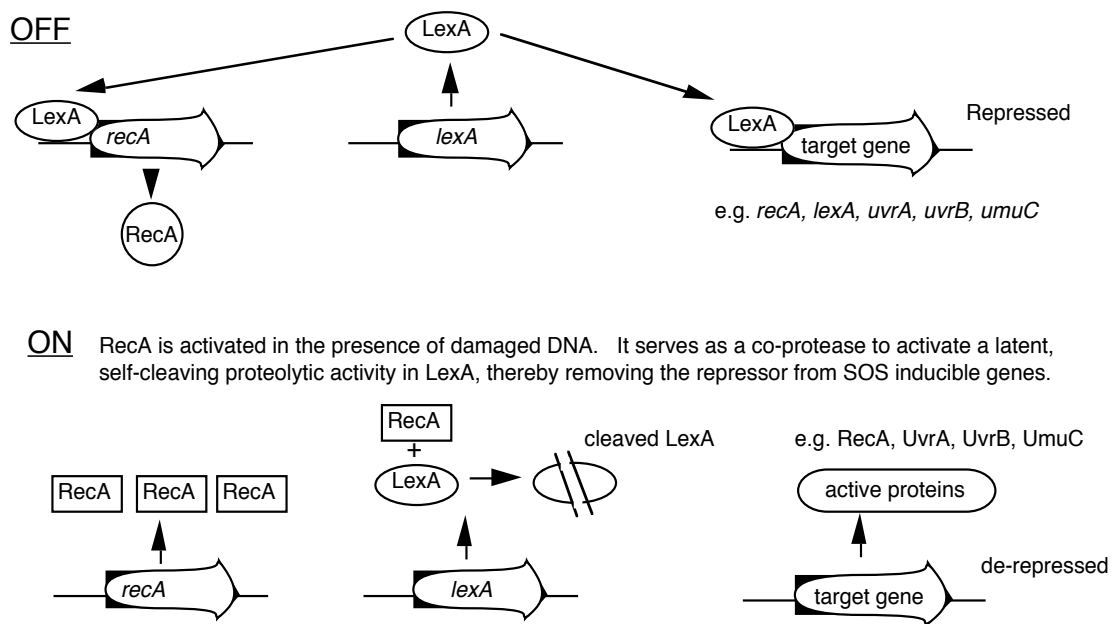 OFF
LexA
LexA
recA
lexA
LexA
target gene
Repressed
RecA
e.g. recA, lexA, uvrA, uvrB, umuC
ON
RecA is activated in the presence of damaged DNA. It serves as a co-protease to activate a latent,
self-cleaving proteolytic activity in LexA, thereby removing the repressor from SOS inducible genes.
RecA
+
LexA
cleaved LexA
e.g. RecA, UvrA, UvrB, UmuC
RecA
RecA
RecA
active proteins
recA
lexA
target gene
de-repressed